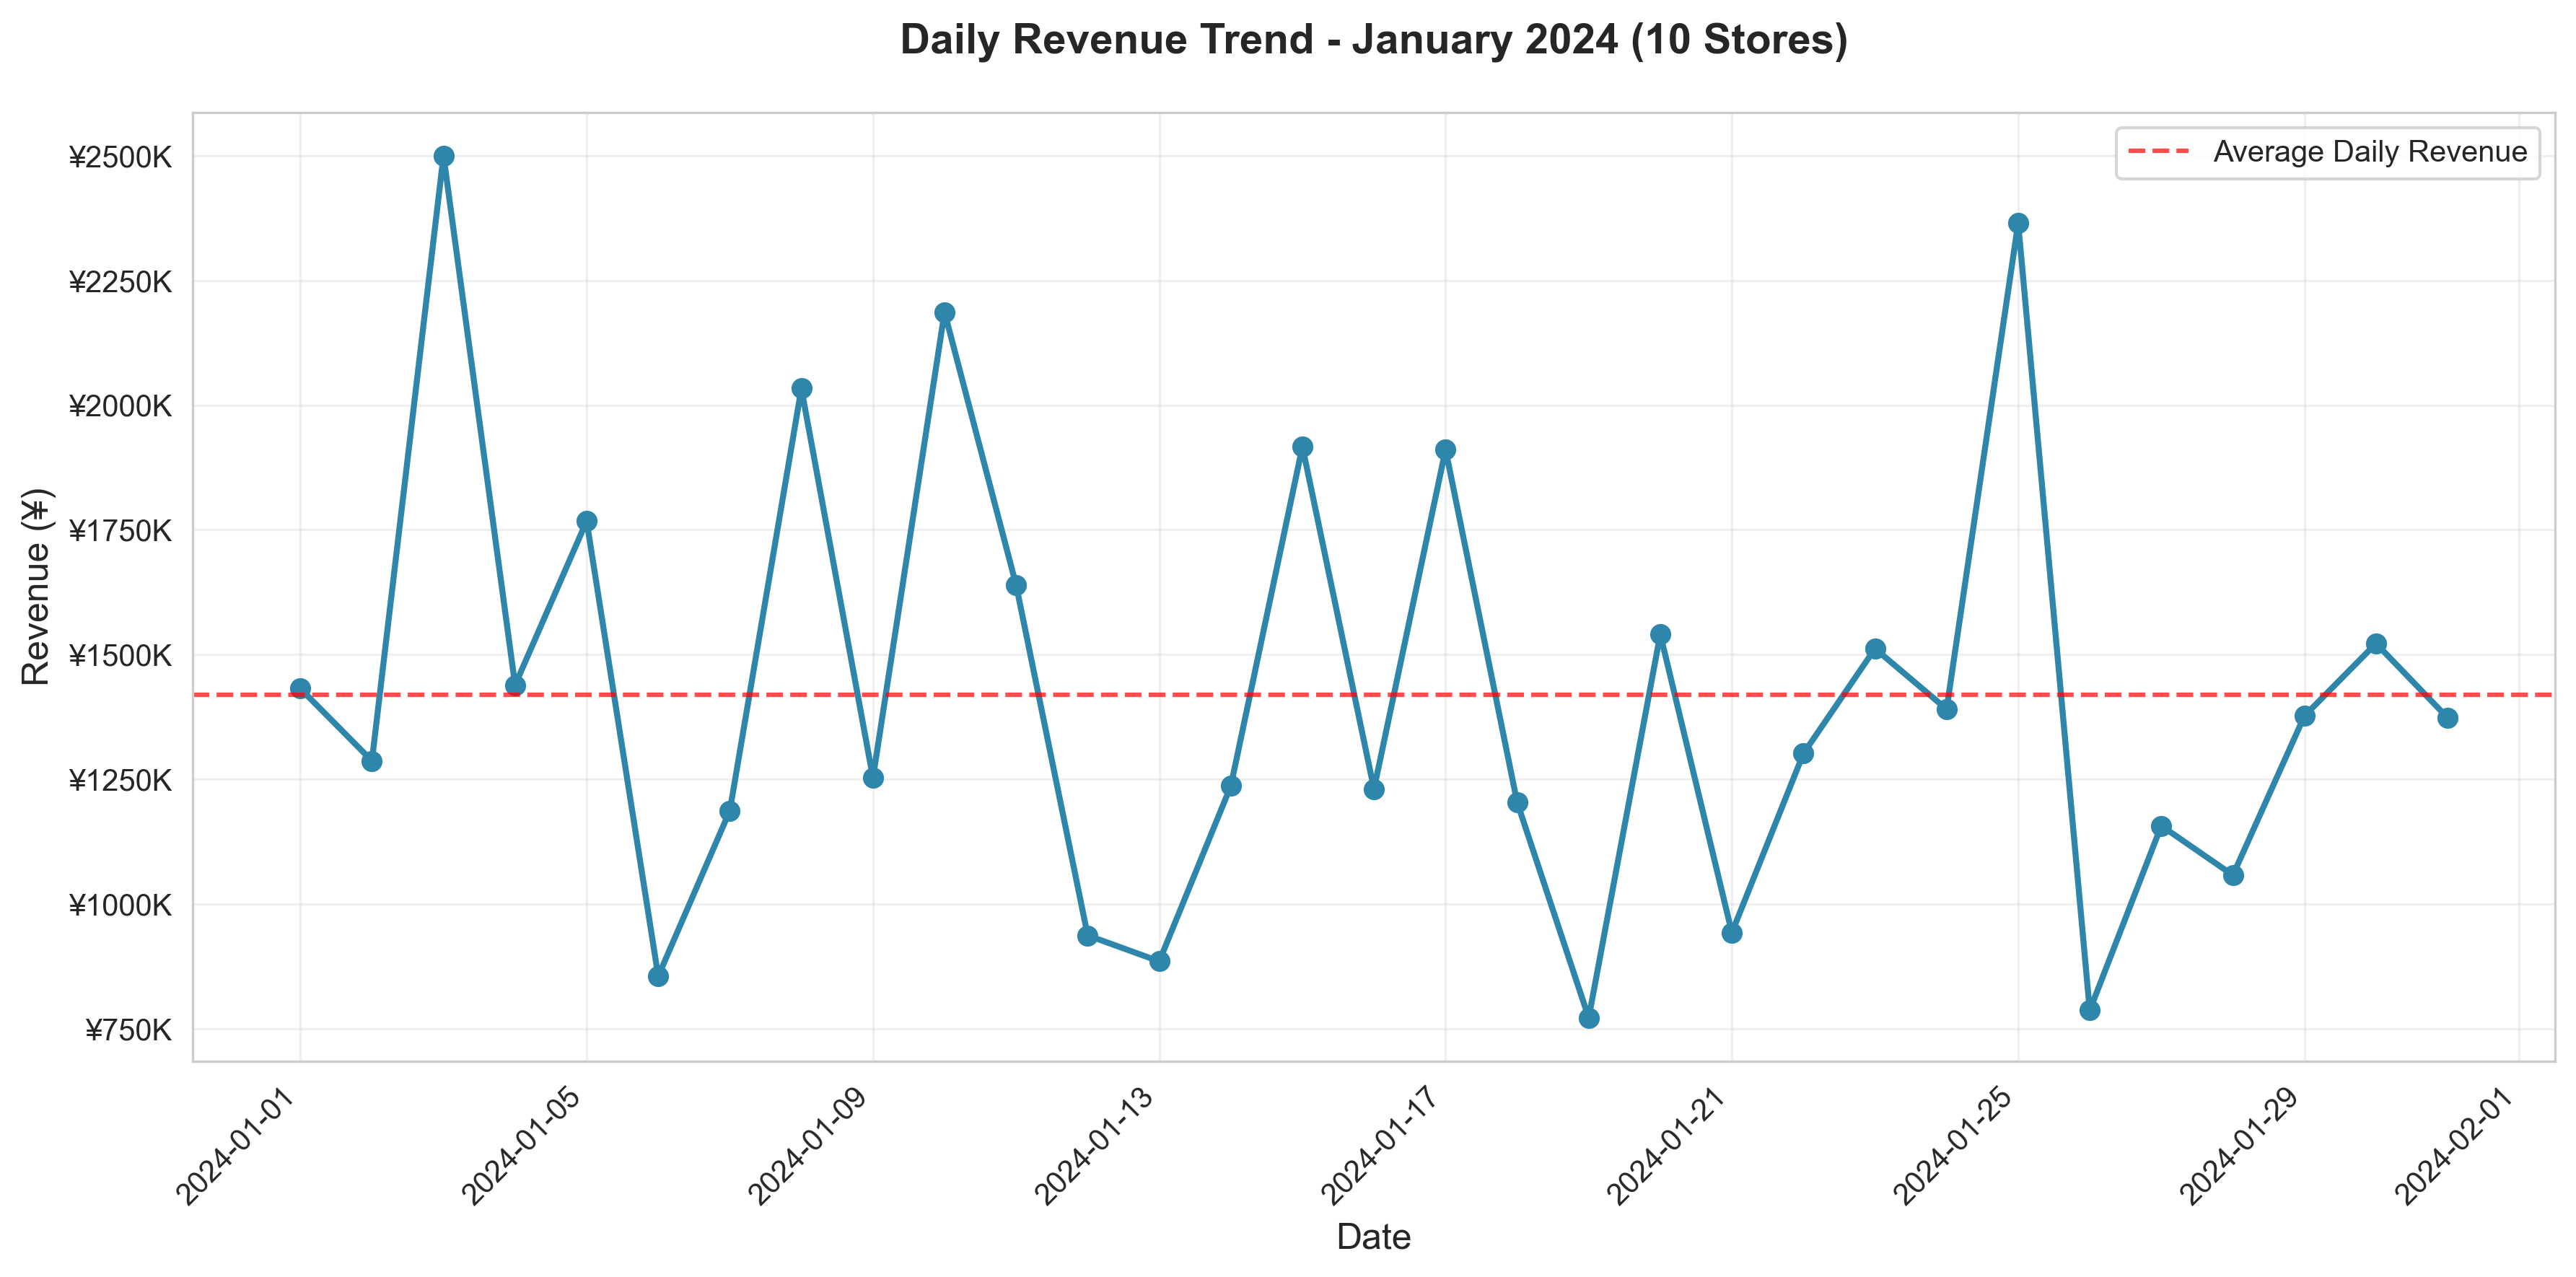 Daily Revenue Trend - January 2024 (10 Stores)
Average Daily Revenue
¥2500K
¥2250K
¥2000K
¥1750K
¥1500K
¥1250K
¥1000K
¥750K
Revenue (¥)
2024-01-01
2024-01-05
2024-01-09
2024-01-13
2024-01-17
2024-01-21
2024-01-25
2024-01-29
2024-02-01
Date